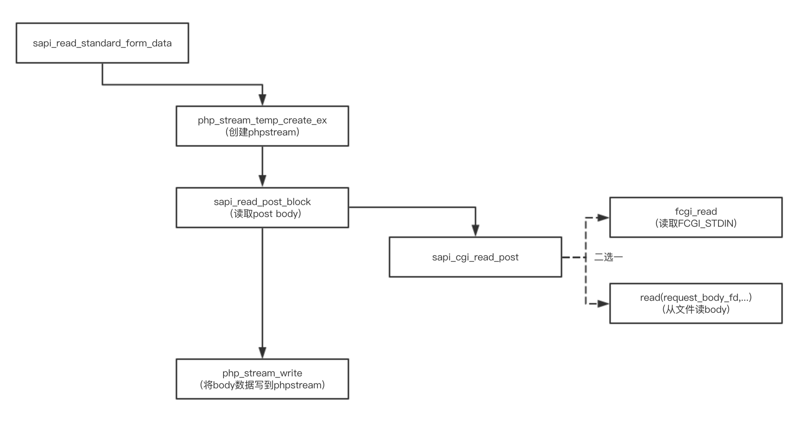 sapi_read_standard_form_data
php_stream_temp_create_ex
（创建phpstream）
sapi_read_post_block
（读取post body）
sapi_cgi_read_post
二选一
fcgi_read
（读取FCGI_STDIN）
read(request_body_fd,...)
（从文件读body）
php_stream_write
（将body数据写到phpstream）